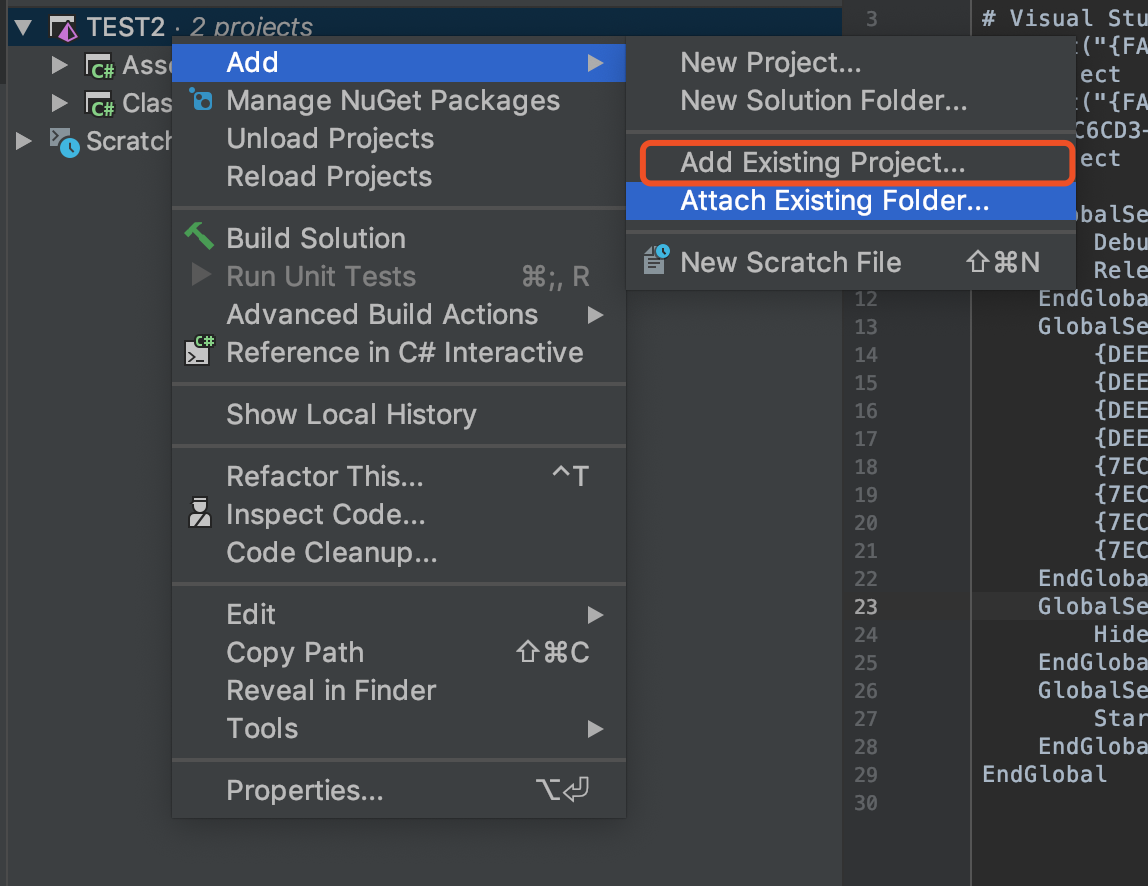 TEST2 · 2 projects
C# Asse
C# Clas
Scratch
Add
Manage NuGet Packages
Unload Projects
Reload Projects
Build Solution
Run Unit Tests ⌘;, R
Advanced Build Actions
C# Reference in C# Interactive
Show Local History
Refactor This... ^T
Inspect Code...
Code Cleanup...
Edit
Copy Path ⇧⌘C
Reveal in Finder
Tools
Properties... ⌥⏎
New Project...
New Solution Folder...
Add Existing Project...
Attach Existing Folder...
New Scratch File ⇧⌘N
3 # Visual Stu
("{FA
ect
("{FA
C6CD3-
ect
obalSe
Debu
Rele
12 EndGloba
13 GlobalSe
14 {DEE
15 {DEE
16 {DEE
17 {DEE
18 {7EC
19 {7EC
20 {7EC
21 {7EC
22 EndGloba
23 GlobalSe
24 Hide
25 EndGloba
26 GlobalSe
27 Star
28 EndGloba
29 EndGlobal
30